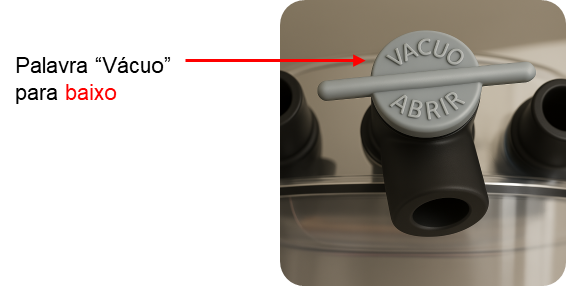 Palavra “Vácuo”
para baixo
VACUO
ABRIR